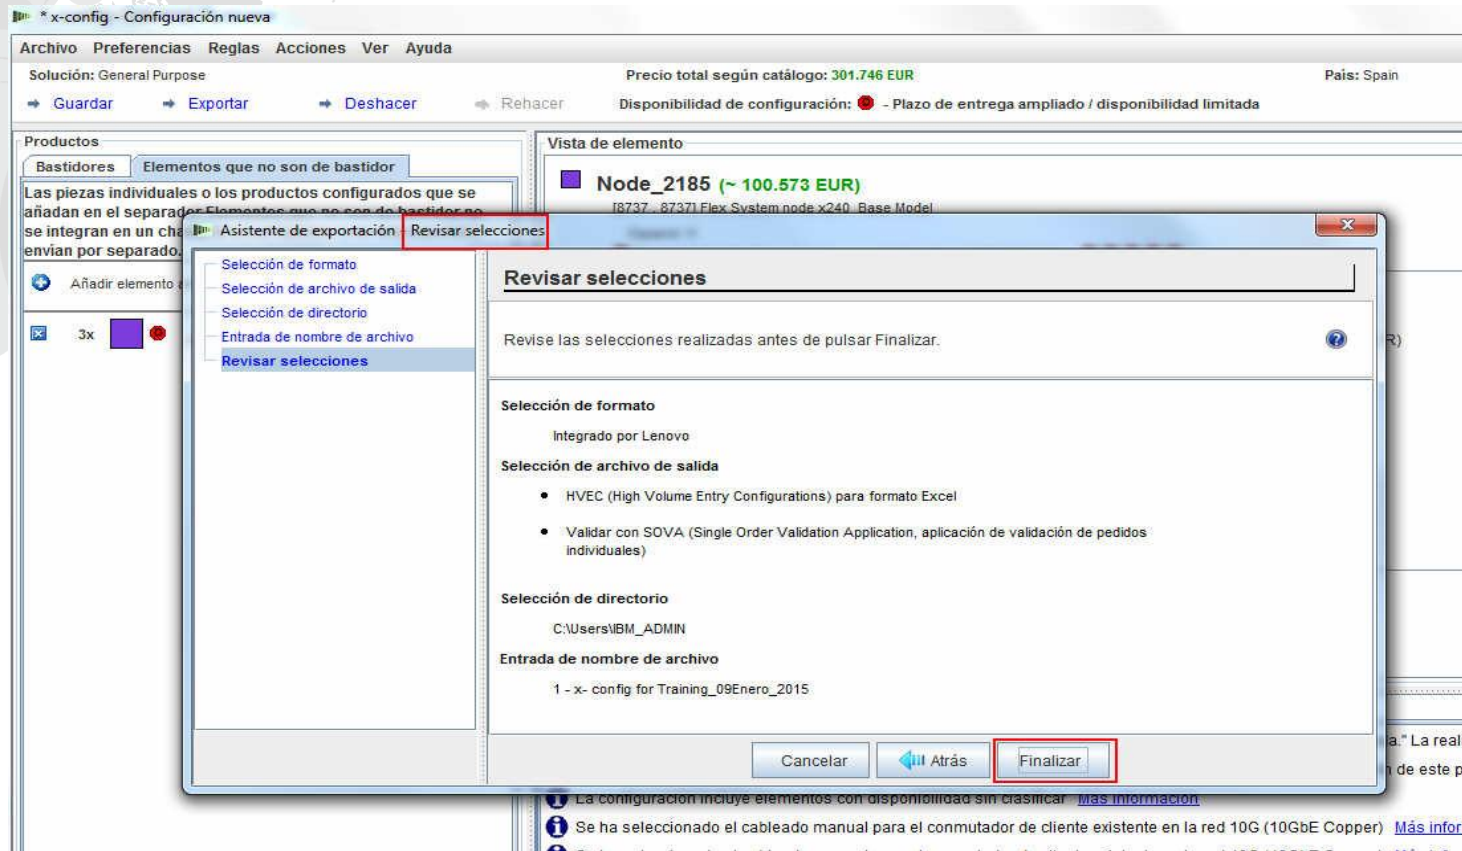 * x-config - Configuración nueva
Archivo Preferencias Reglas Acciones Ver Ayuda
Solución: General Purpose
Precio total según catálogo: 301.746 EUR
País: Spain
Guardar Exportar Deshacer Rehacer
Disponibilidad de configuración: - Plazo de entrega ampliado / disponibilidad limitada
Productos
Bastidores Elementos que no son de bastidor
Las piezas individuales o los productos configurados que se
añadan en el separador Elementos que no son de bastidor no
se integran en un
envían por separado.
Añadir elemento
3x
Vista de elemento
Node_2185 (~ 100.573 EUR)
[8737 , 8737] Flex System node x240 Base Model
Asistente de exportación - Revisar selecciones
Selección de formato
Selección de archivo de salida
Selección de directorio
Entrada de nombre de archivo
Revisar selecciones
Revisar selecciones
Revise las selecciones realizadas antes de pulsar Finalizar.
R)
Selección de formato
Integrado por Lenovo
Selección de archivo de salida
• HVEC (High Volume Entry Configurations) para formato Excel
• Validar con SOVA (Single Order Validation Application, aplicación de validación de pedidos
individuales)
Selección de directorio
C:\Users\IBM_ADMIN
Entrada de nombre de archivo
1 - x- config for Training_09Enero_2015
Cancelar Atrás Finalizar
a." La real
de este p
La configuración incluye elementos con disponibilidad sin clasificar Más información
Se ha seleccionado el cableado manual para el conmutador de cliente existente en la red 10G (10GbE Copper) Más infor